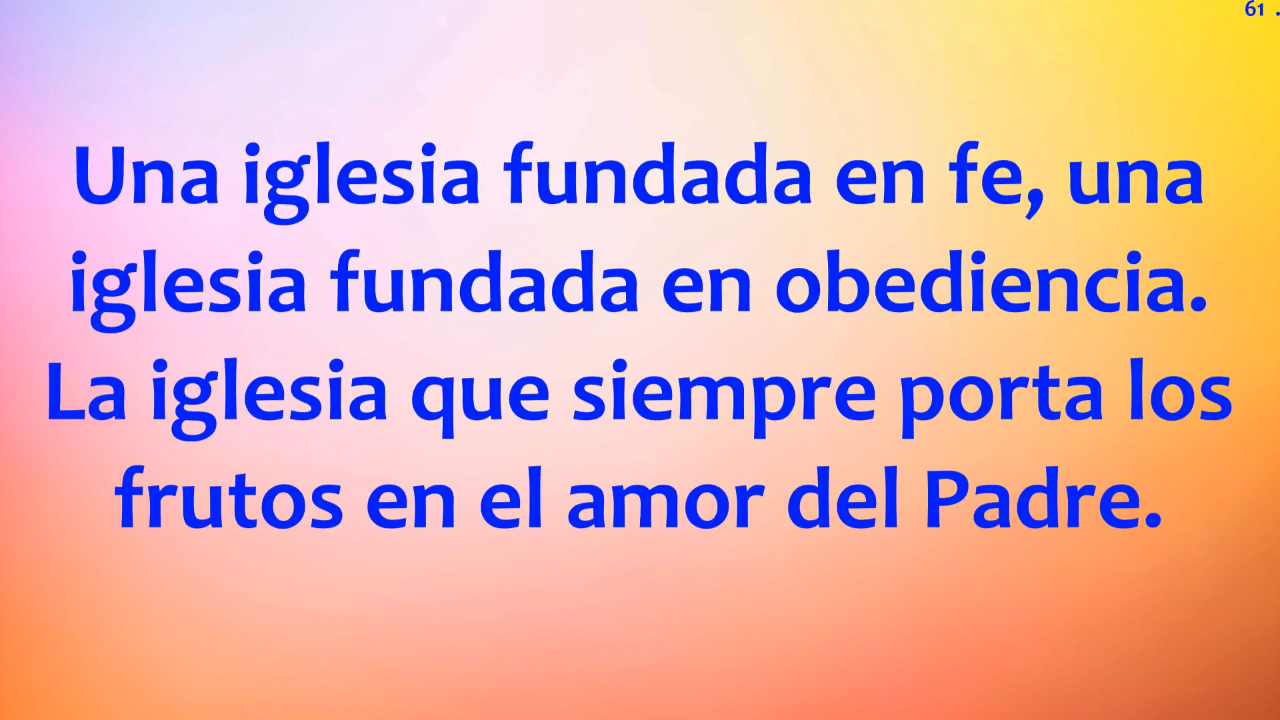 61 .
Una iglesia fundada en fe, una
iglesia fundada en obediencia.
La iglesia que siempre porta los
frutos en el amor del Padre.